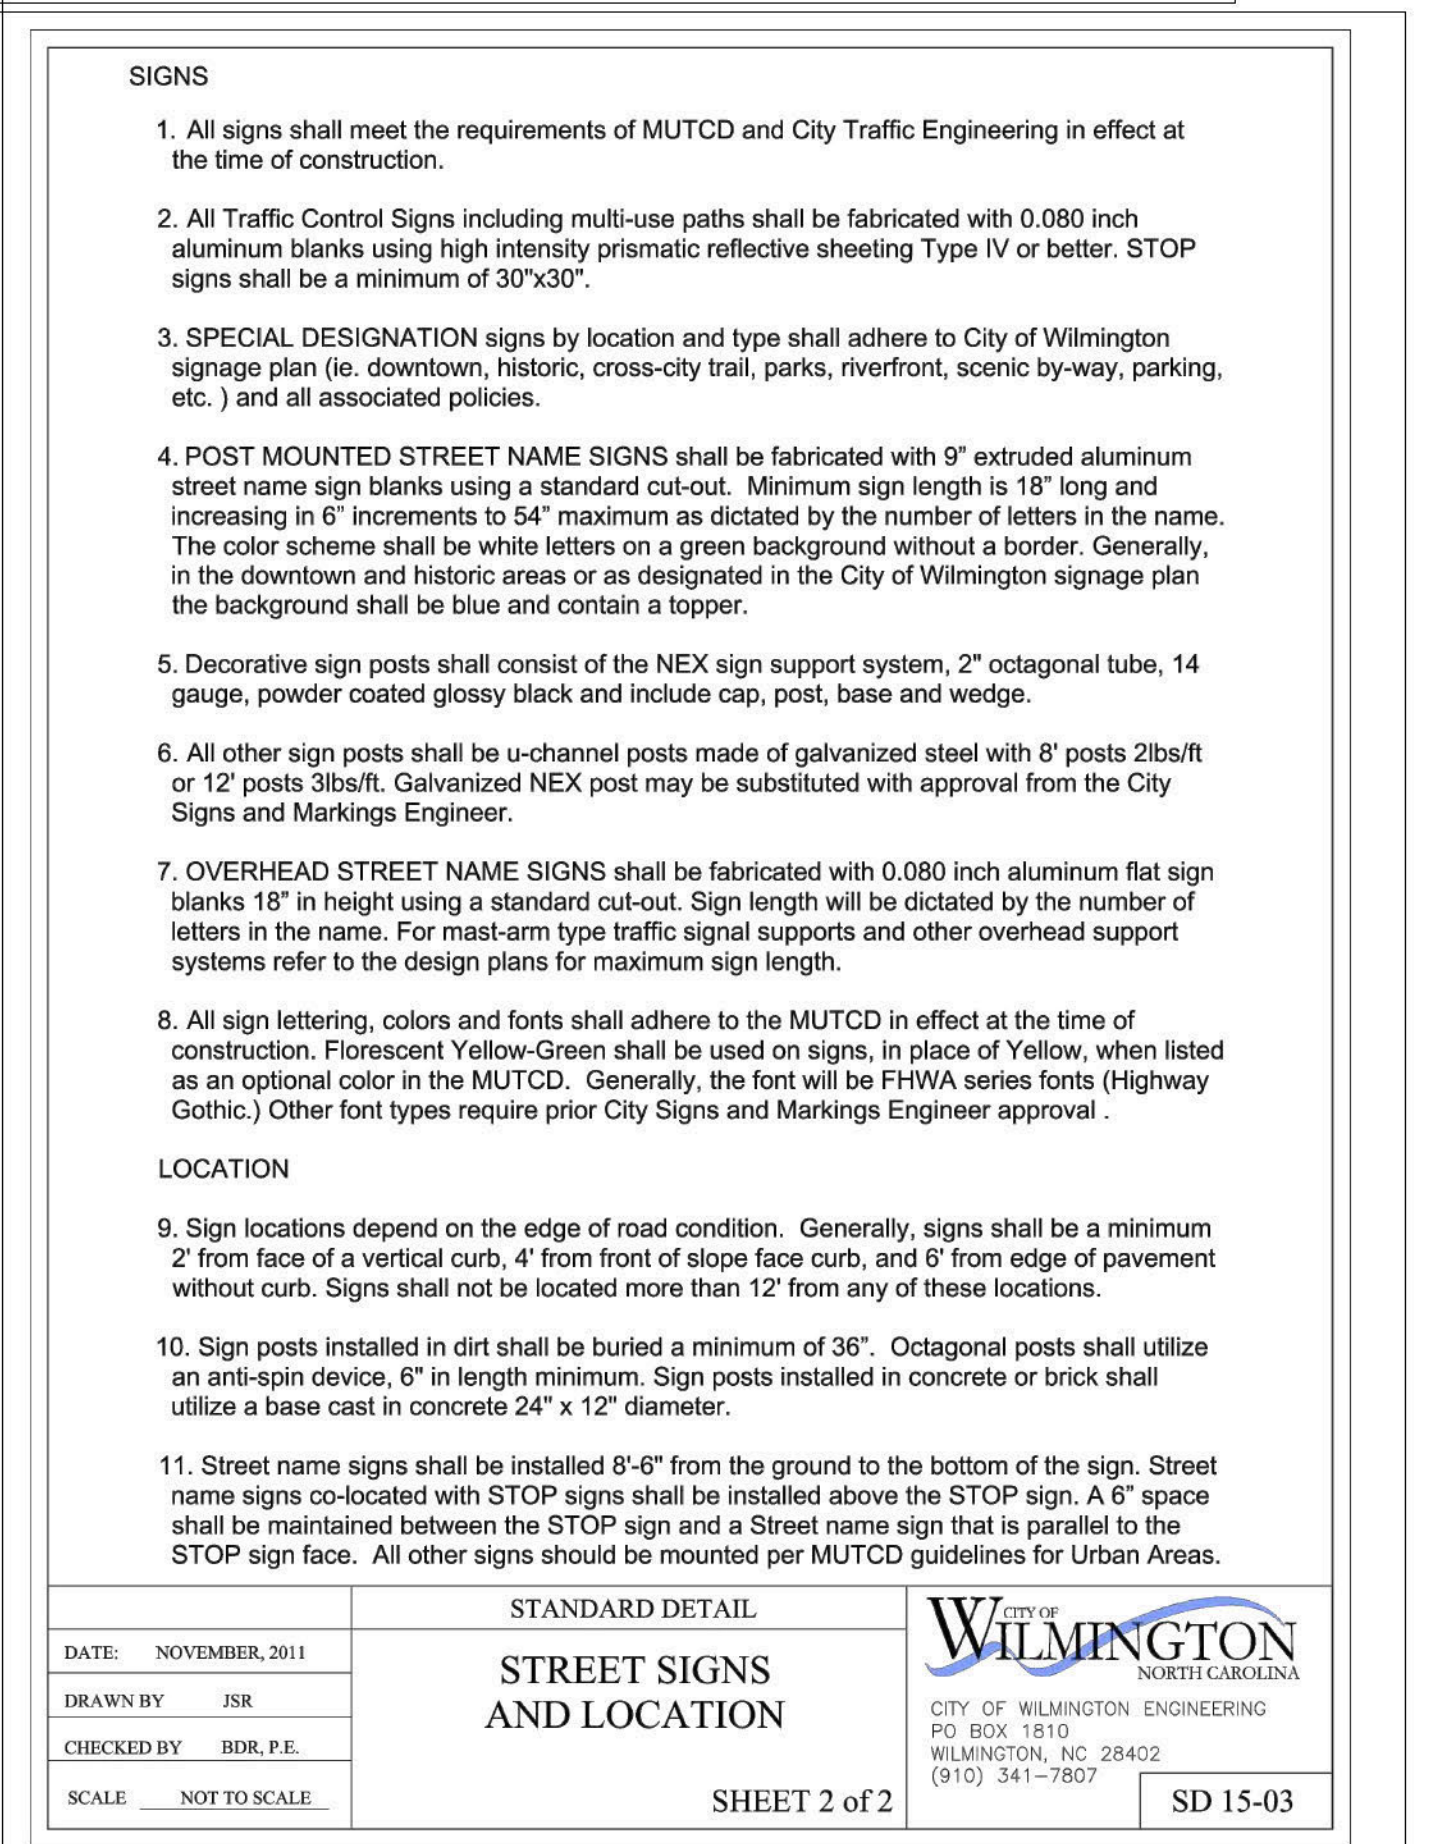 SIGNS
1. All signs shall meet the requirements of MUTCD and City Traffic Engineering in effect at
the time of construction.
2. All Traffic Control Signs including multi-use paths shall be fabricated with 0.080 inch
aluminum blanks using high intensity prismatic reflective sheeting Type IV or better. STOP
signs shall be a minimum of 30"x30".
3. SPECIAL DESIGNATION signs by location and type shall adhere to City of Wilmington
signage plan (ie. downtown, historic, cross-city trail, parks, riverfront, scenic by-way, parking,
etc. ) and all associated policies.
4. POST MOUNTED STREET NAME SIGNS shall be fabricated with 9” extruded aluminum
street name sign blanks using a standard cut-out.  Minimum sign length is 18” long and
increasing in 6” increments to 54” maximum as dictated by the number of letters in the name.
The color scheme shall be white letters on a green background without a border. Generally,
in the downtown and historic areas or as designated in the City of Wilmington signage plan
the background shall be blue and contain a topper.
5. Decorative sign posts shall consist of the NEX sign support system, 2" octagonal tube, 14
gauge, powder coated glossy black and include cap, post, base and wedge.
6. All other sign posts shall be u-channel posts made of galvanized steel with 8' posts 2lbs/ft
or 12' posts 3lbs/ft. Galvanized NEX post may be substituted with approval from the City
Signs and Markings Engineer.
7. OVERHEAD STREET NAME SIGNS shall be fabricated with 0.080 inch aluminum flat sign
blanks 18” in height using a standard cut-out. Sign length will be dictated by the number of
letters in the name. For mast-arm type traffic signal supports and other overhead support
systems refer to the design plans for maximum sign length.
8. All sign lettering, colors and fonts shall adhere to the MUTCD in effect at the time of
construction. Florescent Yellow-Green shall be used on signs, in place of Yellow, when listed
as an optional color in the MUTCD.  Generally, the font will be FHWA series fonts (Highway
Gothic.) Other font types require prior City Signs and Markings Engineer approval .
LOCATION
9. Sign locations depend on the edge of road condition.  Generally, signs shall be a minimum
2' from face of a vertical curb, 4' from front of slope face curb, and 6' from edge of pavement
without curb. Signs shall not be located more than 12' from any of these locations.
10. Sign posts installed in dirt shall be buried a minimum of 36”.  Octagonal posts shall utilize
an anti-spin device, 6" in length minimum. Sign posts installed in concrete or brick shall
utilize a base cast in concrete 24" x 12" diameter.
11. Street name signs shall be installed 8'-6" from the ground to the bottom of the sign. Street
name signs co-located with STOP signs shall be installed above the STOP sign. A 6” space
shall be maintained between the STOP sign and a Street name sign that is parallel to the
STOP sign face.  All other signs should be mounted per MUTCD guidelines for Urban Areas.
DATE: NOVEMBER, 2011
DRAWN BY JSR
CHECKED BY BDR, P.E.
SCALE NOT TO SCALE
STANDARD DETAIL
STREET SIGNS
AND LOCATION
SHEET 2 of 2
CITY OF
WILMINGTON
NORTH CAROLINA
CITY OF WILMINGTON ENGINEERING
PO BOX 1810
WILMINGTON, NC 28402
(910) 341-7807
SD 15-03